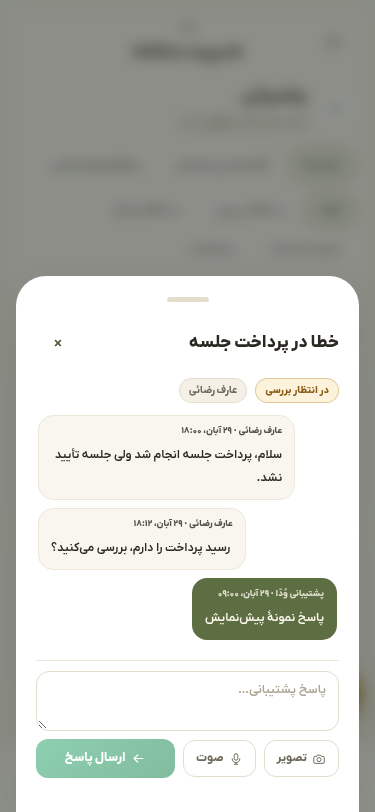 خطا در پرداخت جلسه
×
در انتظار بررسی
عارف رضائی
عارف رضائی · ۲۹ آبان، ۱۸:۰۰
سلام، پرداخت جلسه انجام شد ولی جلسه تأیید
نشد.
عارف رضائی · ۲۹ آبان، ۱۸:۱۲
رسید پرداخت را دارم، بررسی می‌کنید؟
پشتیبانی وُدّا · ۲۹ آبان، ۰۹:۰۰
پاسخ نمونهٔ پیش‌نمایش
پاسخ پشتیبانی...
تصویر
صوت
ارسال پاسخ